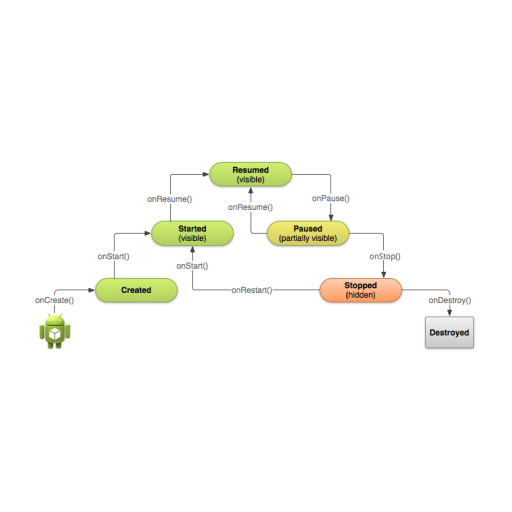 Resumed
(visible)
onResume()
onPause()
onResume()
Started
(visible)
Paused
(partially visible)
onStart()
onStart()
onStop()
Created
onRestart()
Stopped
(hidden)
onCreate()
onDestroy()
Destroyed